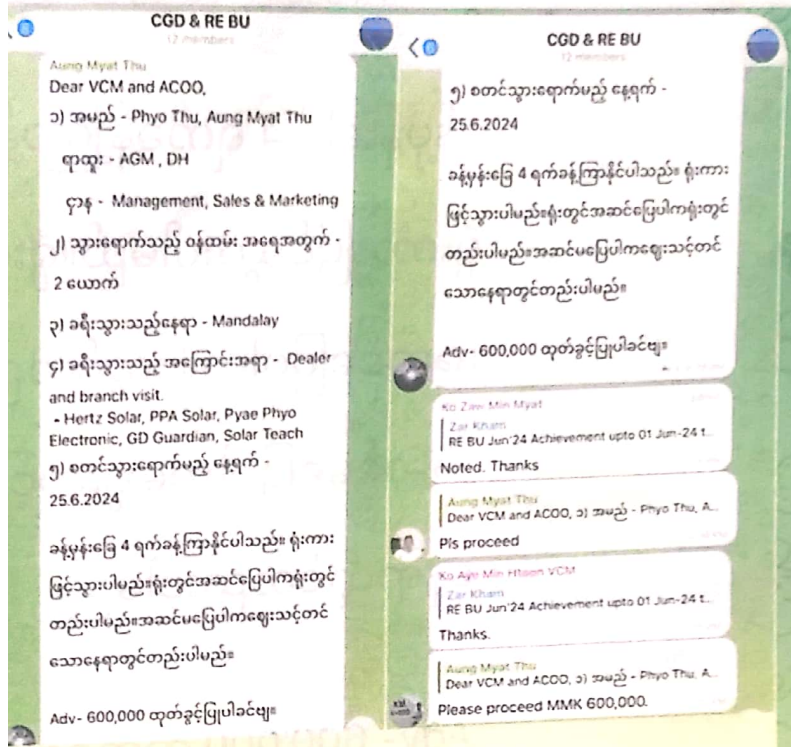 CGD & RE BU
12 members
Aung Myat Thu
Dear VCM and ACOO,
၁) အမည် - Phyo Thu, Aung Myat Thu
ရာထူး - AGM , DH
ဌာန - Management, Sales & Marketing
၂) သွားရောက်သည့် ဝန်ထမ်း အရေအတွက် -
2 ယောက်
၃) ခရီးသွားသည့်နေရာ - Mandalay
၄) ခရီးသွားသည့် အကြောင်းအရာ - Dealer
and branch visit.
- Hertz Solar, PPA Solar, Pyae Phyo
Electronic, GD Guardian, Solar Teach
၅) စတင်သွားရောက်မည့် နေ့ရက် -
25.6.2024
ခန့်မှန်းခြေ 4 ရက်ခန့်ကြာနိုင်ပါသည်။ ရုံးကား
ဖြင့်သွားပါမည်။ရုံးတွင်အဆင်ပြေပါကရုံးတွင်
တည်းပါမည်။အဆင်မပြေပါကဈေးသင့်တင်
သောနေရာတွင်တည်းပါမည်။
Adv- 600,000 ထုတ်ခွင့်ပြုပါခင်ဗျ။
CGD & RE BU
12 members
၅) စတင်သွားရောက်မည့် နေ့ရက် -
25.6.2024
ခန့်မှန်းခြေ 4 ရက်ခန့်ကြာနိုင်ပါသည်။ ရုံးကား
ဖြင့်သွားပါမည်။ရုံးတွင်အဆင်ပြေပါကရုံးတွင်
တည်းပါမည်။အဆင်မပြေပါကဈေးသင့်တင်
သောနေရာတွင်တည်းပါမည်။
Adv- 600,000 ထုတ်ခွင့်ပြုပါခင်ဗျ။
Ko Zaw Min Myat
Zar Kham
RE BU Jun'24 Achievement upto 01 Jun-24 t...
Noted. Thanks
Aung Myat Thu
Dear VCM and ACOO, ၁) အမည် - Phyo Thu, A...
Pls proceed
Ko Aye Min Htoon VCM
Zar Kham
RE BU Jun'24 Achievement upto 01 Jun-24 t...
Thanks.
Aung Myat Thu
Dear VCM and ACOO, ၁) အမည် - Phyo Thu, A...
Please proceed MMK 600,000.